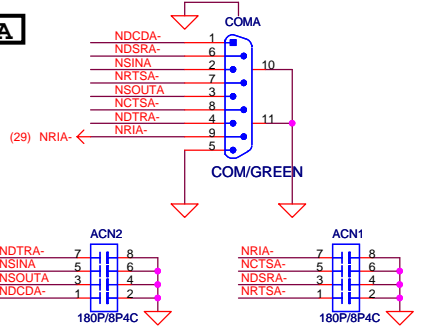 A
COMA
NDCDA- 1
NDSRA- 6
NSINA 2 10
NRTSA- 7
NSOUTA 3
NCTSA- 8
NDTRA- 4 11
(29) NRIA- NRIA- 9
5
COM/GREEN
ACN2
NDTRA- 7 8
NSINA 5 6
NSOUTA 3 4
NDCDA- 1 2
180P/8P4C
ACN1
NRIA- 7 8
NCTSA- 5 6
NDSRA- 3 4
NRTSA- 1 2
180P/8P4C